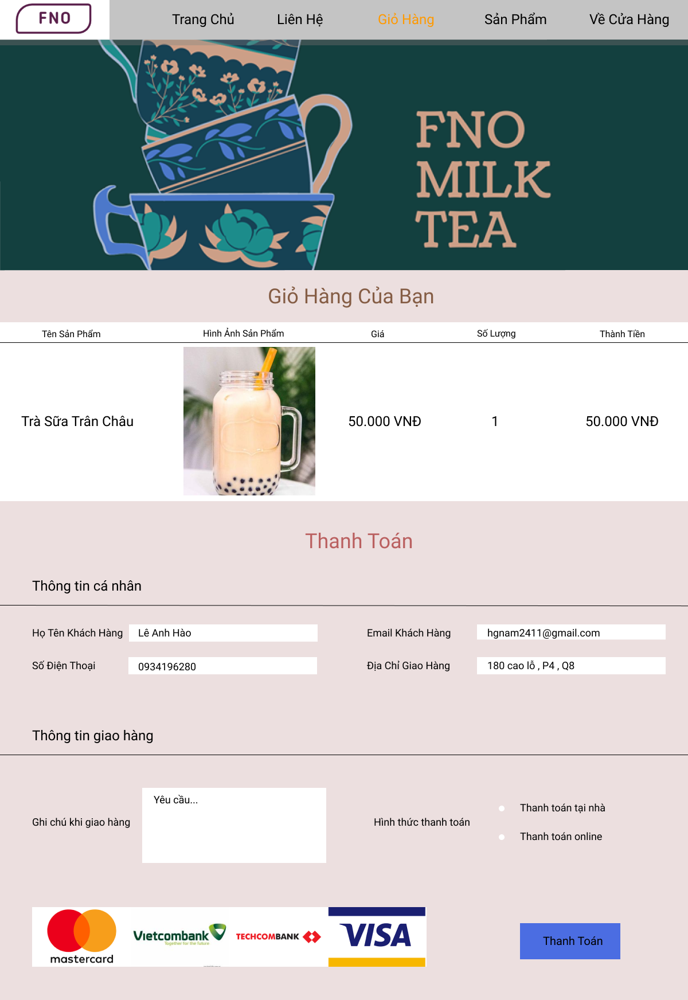 FNO
Trang Chủ
Liên Hệ
Giỏ Hàng
Sản Phẩm
Về Cửa Hàng
FNO
MILK
TEA
Giỏ Hàng Của Bạn
Tên Sản Phẩm
Hình Ảnh Sản Phẩm
Giá
Số Lượng
Thành Tiền
Trà Sữa Trân Châu
50.000 VNĐ
1
50.000 VNĐ
Thanh Toán
Thông tin cá nhân
Họ Tên Khách Hàng
Lê Anh Hào
Email Khách Hàng
hgnam2411@gmail.com
Số Điện Thoại
0934196280
Địa Chỉ Giao Hàng
180 cao lỗ , P4 , Q8
Thông tin giao hàng
Ghi chú khi giao hàng
Yêu cầu...
Hình thức thanh toán
Thanh toán tại nhà
Thanh toán online
mastercard
Vietcombank
Together for the future
TECHCOMBANK
VISA
Thanh Toán